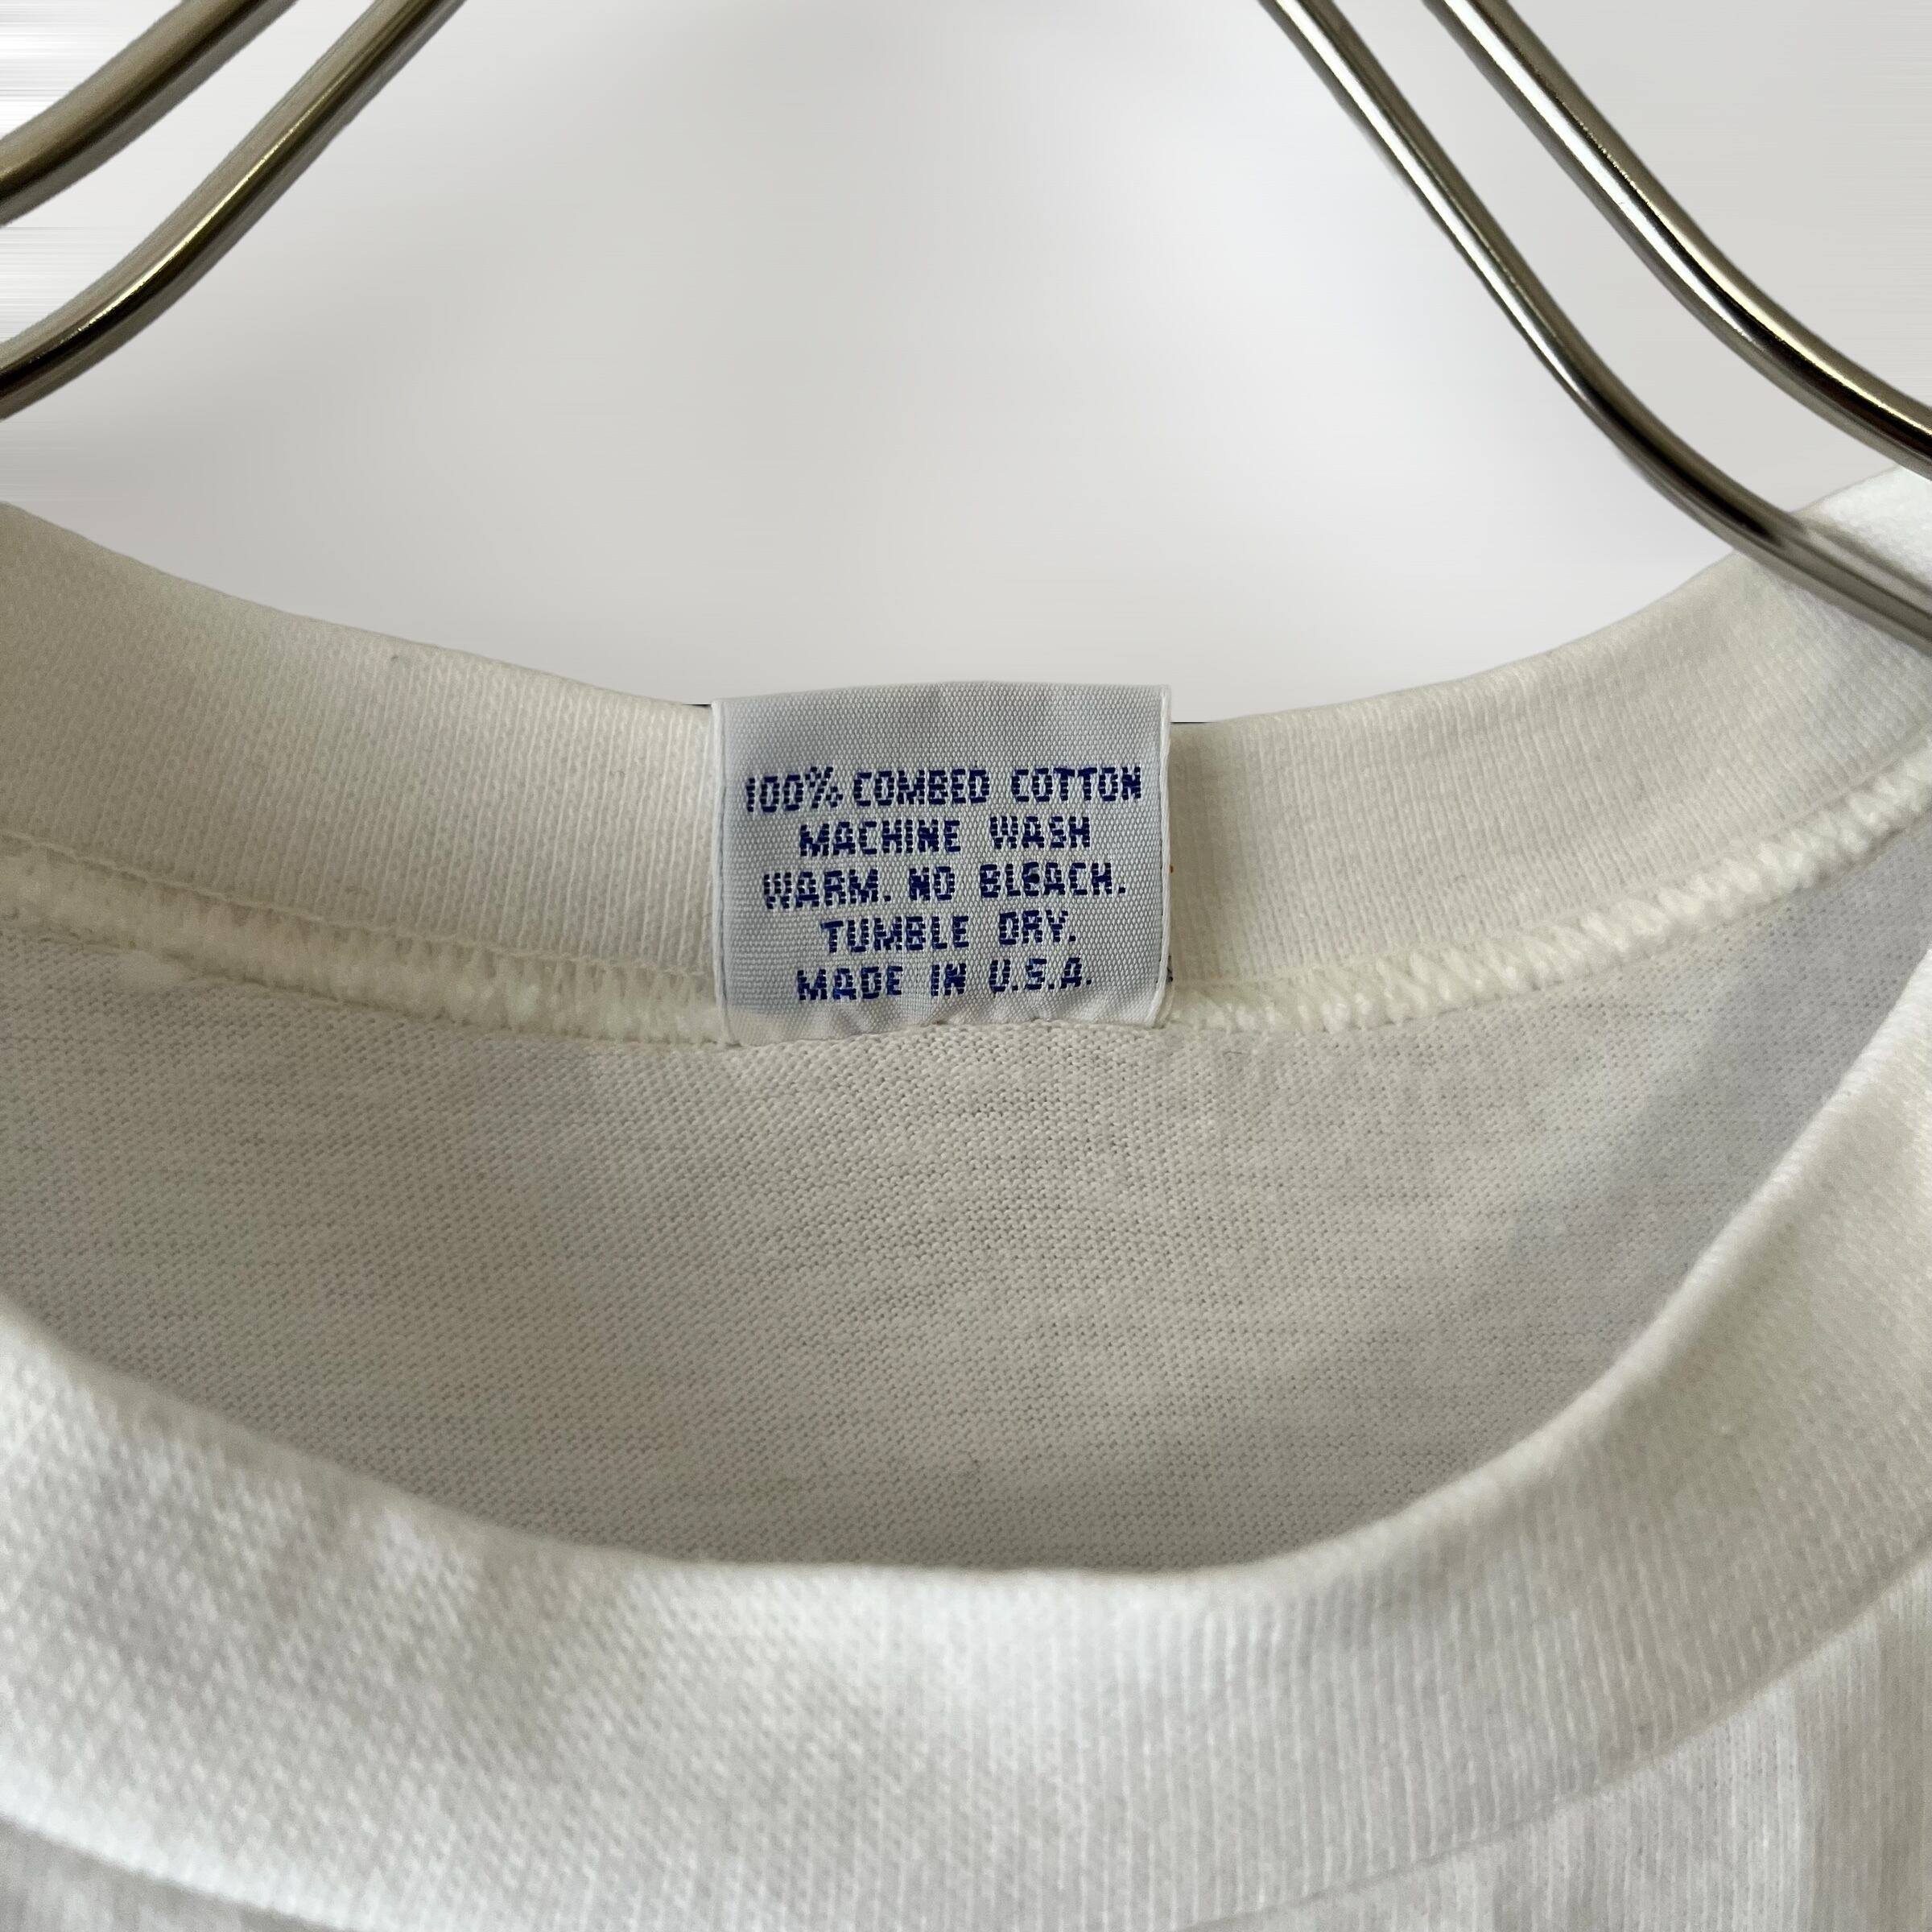 100% COMBED COTTON
MACHINE WASH
WARM. NO BLEACH.
TUMBLE DRY.
MADE IN U.S.A.